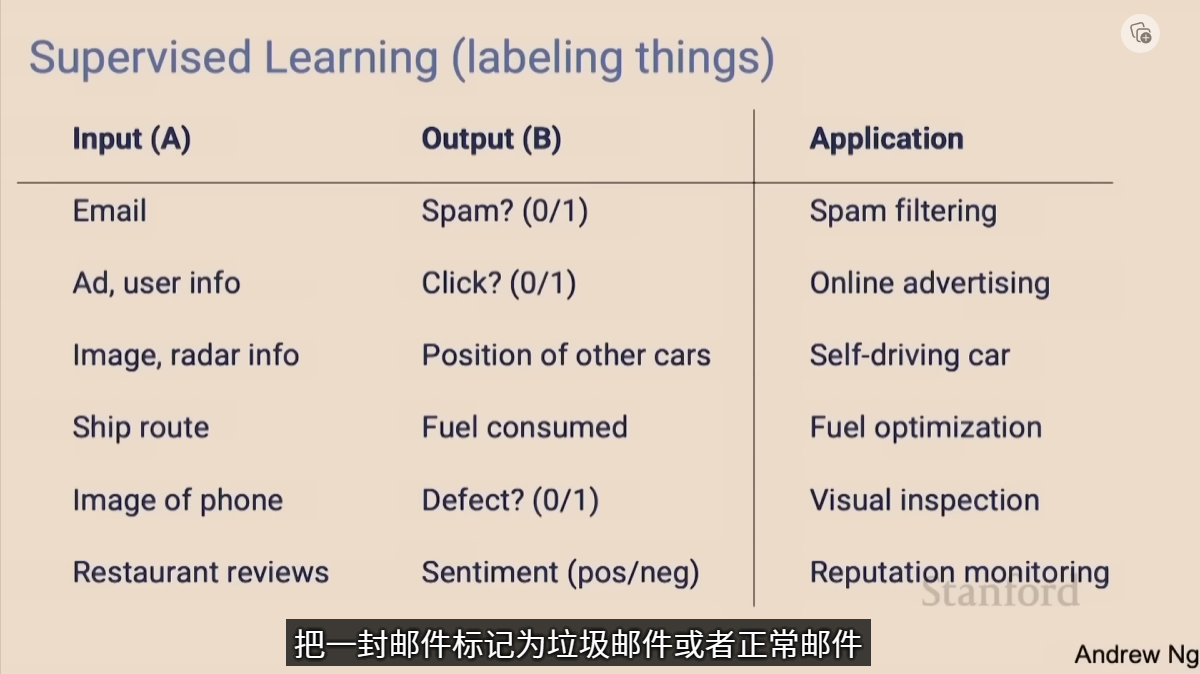 Supervised Learning (labeling things)
Input (A) Output (B) Application
Email Spam? (0/1) Spam filtering
Ad, user info Click? (0/1) Online advertising
Image, radar info Position of other cars Self-driving car
Ship route Fuel consumed Fuel optimization
Image of phone Defect? (0/1) Visual inspection
Restaurant reviews Sentiment (pos/neg) Reputation monitoring
Stanford
把一封邮件标记为垃圾邮件或者正常邮件
Andrew Ng